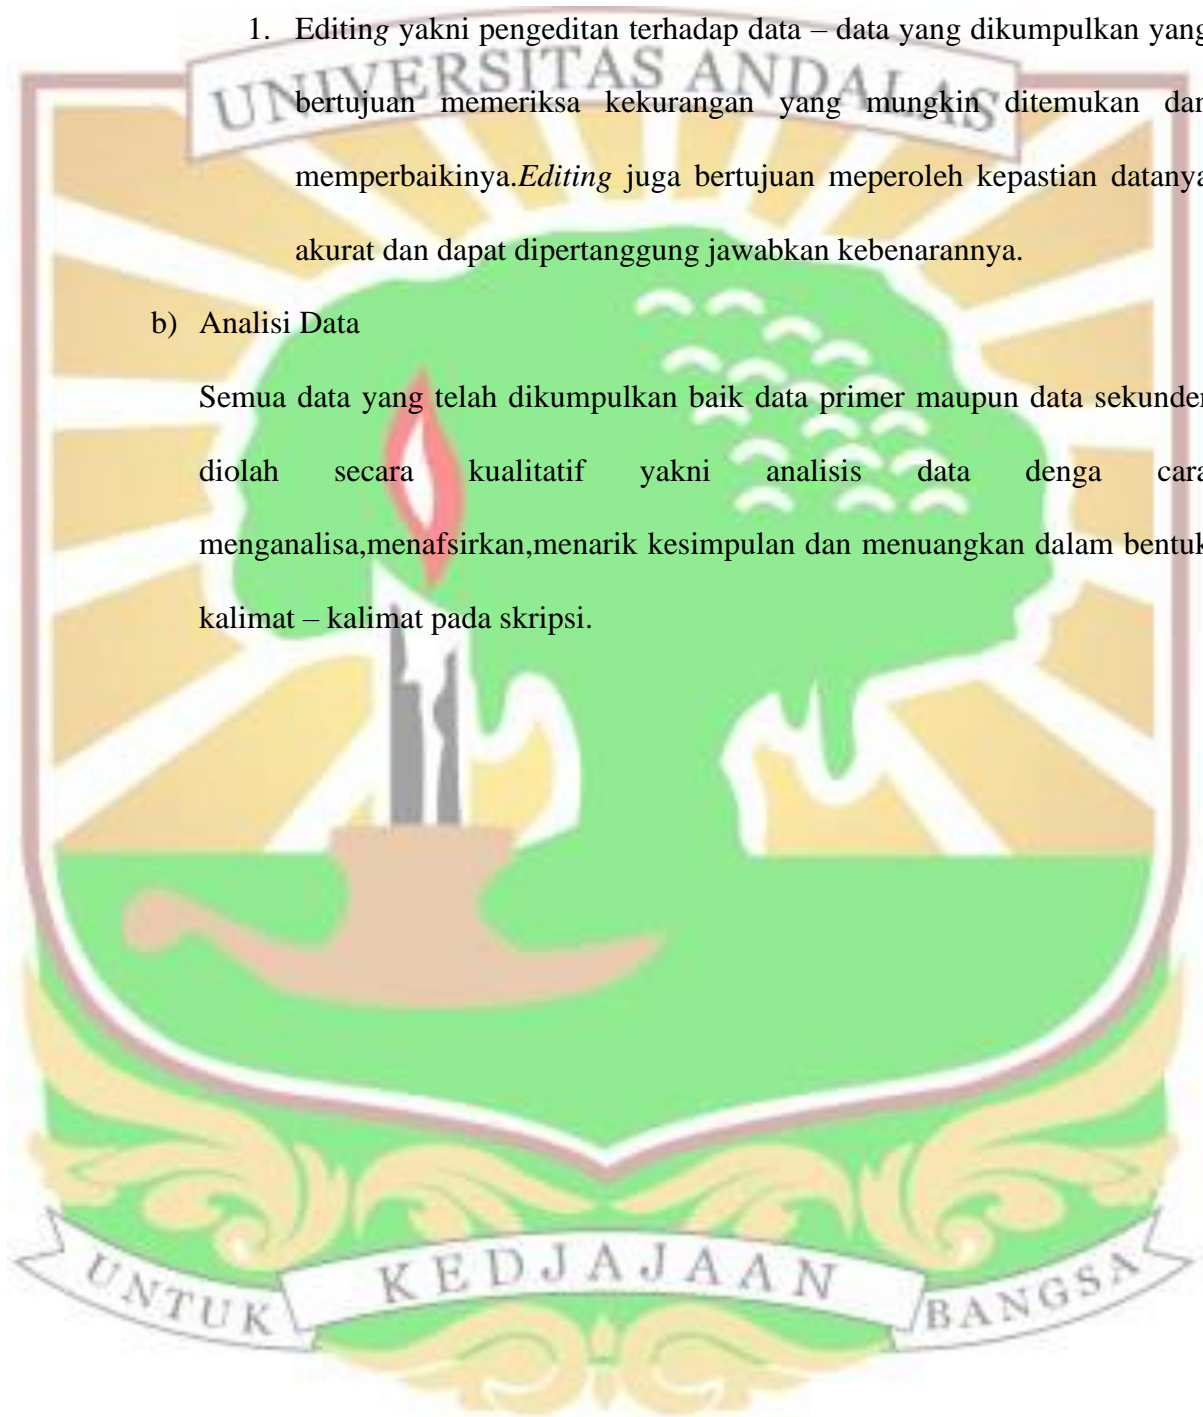 1. Editing yakni pengeditan terhadap data – data yang dikumpulkan yang
UNIVERSITAS ANDALAS
bertujuan memeriksa kekurangan yang mungkin ditemukan dan
memperbaikinya.Editing juga bertujuan meperoleh kepastian datanya
akurat dan dapat dipertanggung jawabkan kebenarannya.
b) Analisi Data
Semua data yang telah dikumpulkan baik data primer maupun data sekunder
diolah secara kualitatif yakni analisis data denga cara
menganalisa,menafsirkan,menarik kesimpulan dan menuangkan dalam bentuk
kalimat – kalimat pada skripsi.
UNTUK KEDJAJAAN BANGSA